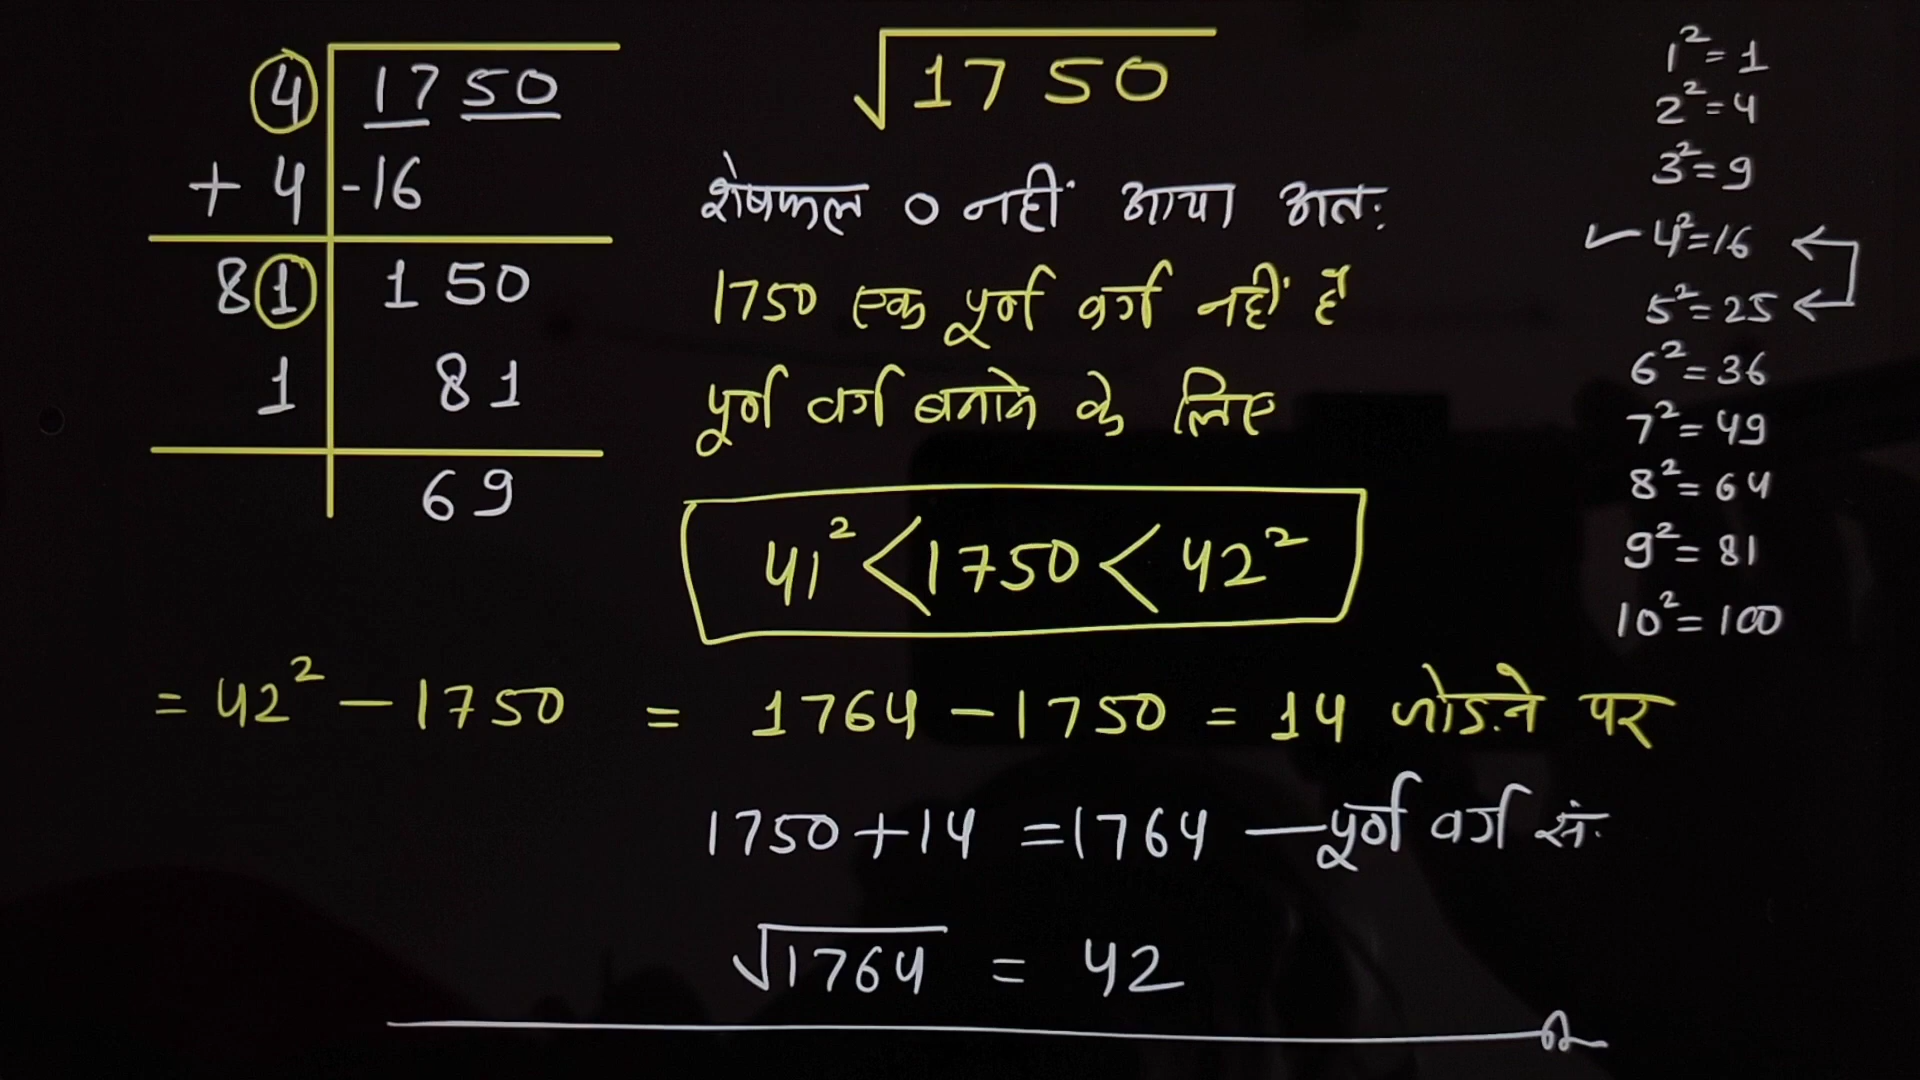 4 | 17 50
+ 4 | -16
81 | 1 50
1 | 81
69
√1750
शेषफल 0 नहीं आया अतः
1750 एक पूर्ण वर्ग नहीं है
पूर्ण वर्ग बनाने के लिए
41² < 1750 < 42²
= 42² - 1750 = 1764 - 1750 = 14 जोड़ने पर
1750 + 14 = 1764 — पूर्ण वर्ग सं.
√1764 = 42
1² = 1
2² = 4
3² = 9
✓ 4² = 16
5² = 25
6² = 36
7² = 49
8² = 64
9² = 81
10² = 100